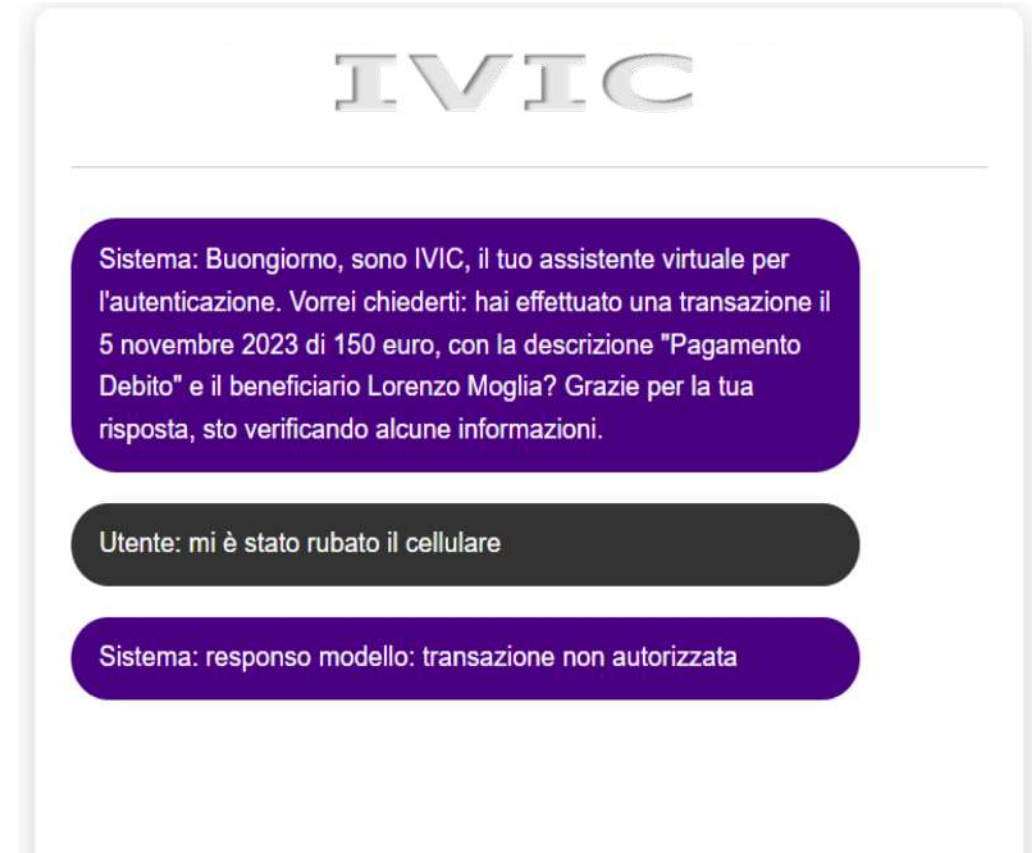 IVIC
Sistema: Buongiorno, sono IVIC, il tuo assistente virtuale per
l'autenticazione. Vorrei chiederti: hai effettuato una transazione il
5 novembre 2023 di 150 euro, con la descrizione "Pagamento
Debito" e il beneficiario Lorenzo Moglia? Grazie per la tua
risposta, sto verificando alcune informazioni.
Utente: mi è stato rubato il cellulare
Sistema: responso modello: transazione non autorizzata